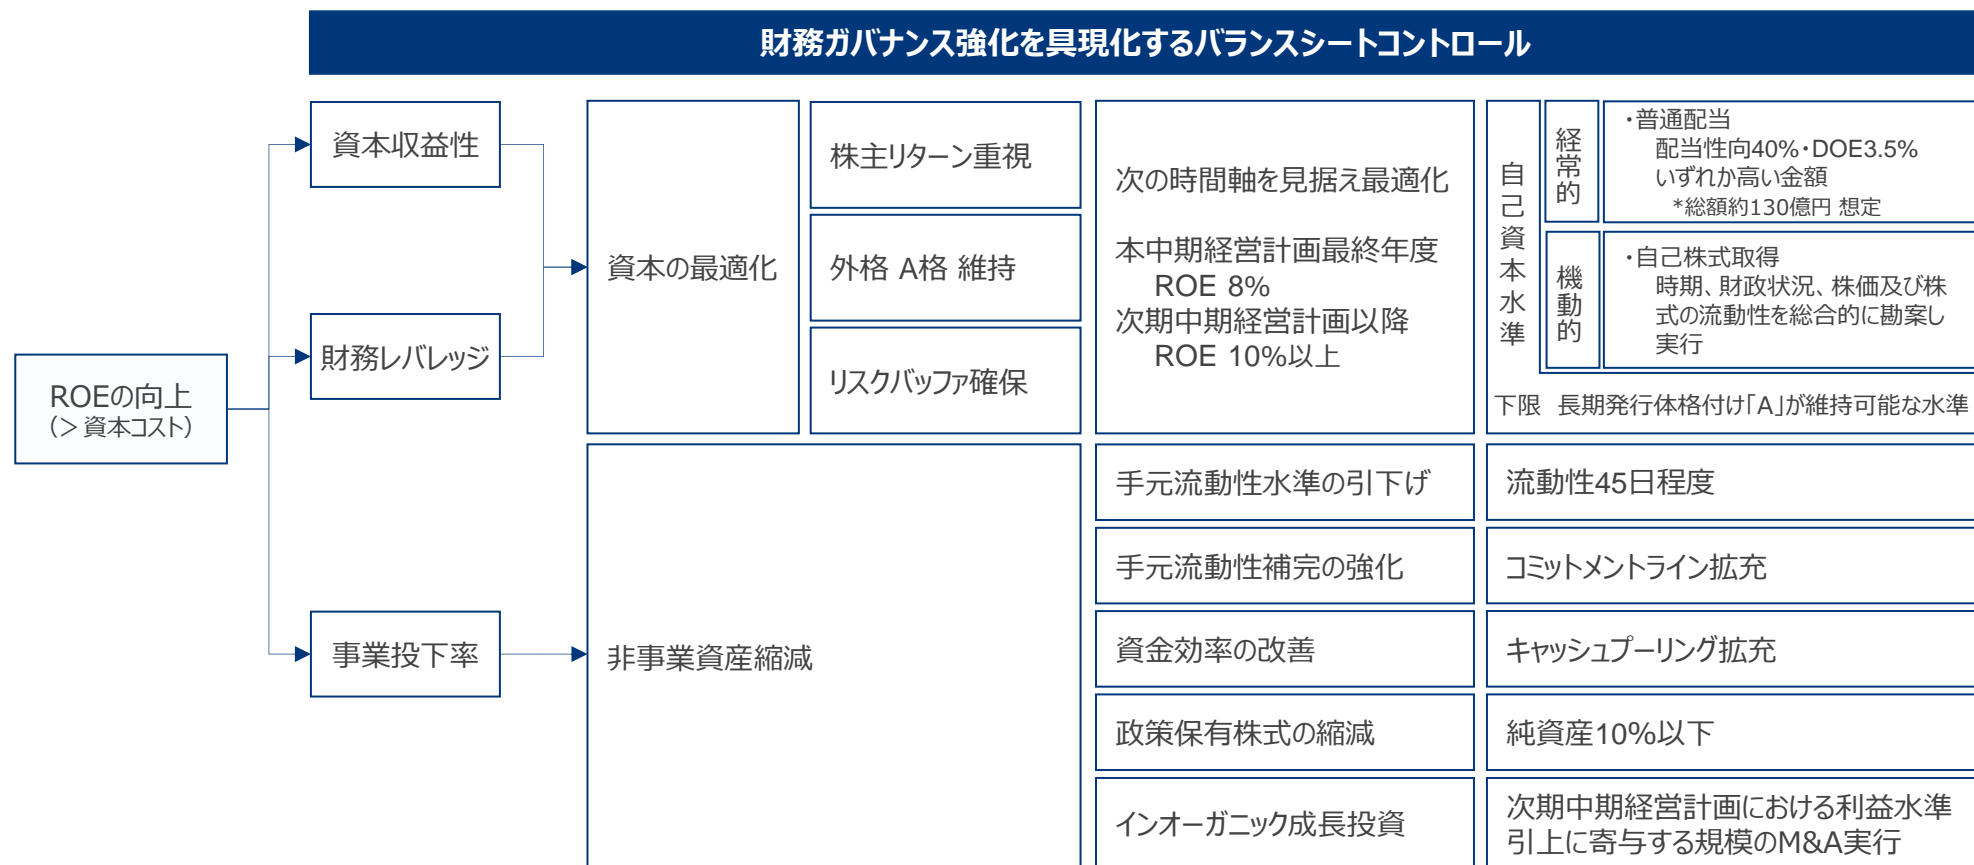 財務ガバナンス強化を具現化するバランスシートコントロール
ROEの向上
(＞資本コスト)
資本収益性
財務レバレッジ
事業投下率
資本の最適化
株主リターン重視
外格 A格 維持
リスクバッファ確保
次の時間軸を見据え最適化
本中期経営計画最終年度
ROE 8%
次期中期経営計画以降
ROE 10%以上
自己資本水準
経常的
・普通配当
配当性向40%・DOE3.5%
いずれか高い金額
*総額約130億円 想定
機動的
・自己株式取得
時期、財政状況、株価及び株
式の流動性を総合的に勘案し
実行
下限 長期発行体格付け「A」が維持可能な水準
非事業資産縮減
手元流動性水準の引下げ
流動性45日程度
手元流動性補完の強化
コミットメントライン拡充
資金効率の改善
キャッシュプーリング拡充
政策保有株式の縮減
純資産10%以下
インオーガニック成長投資
次期中期経営計画における利益水準
引上に寄与する規模のM&A実行